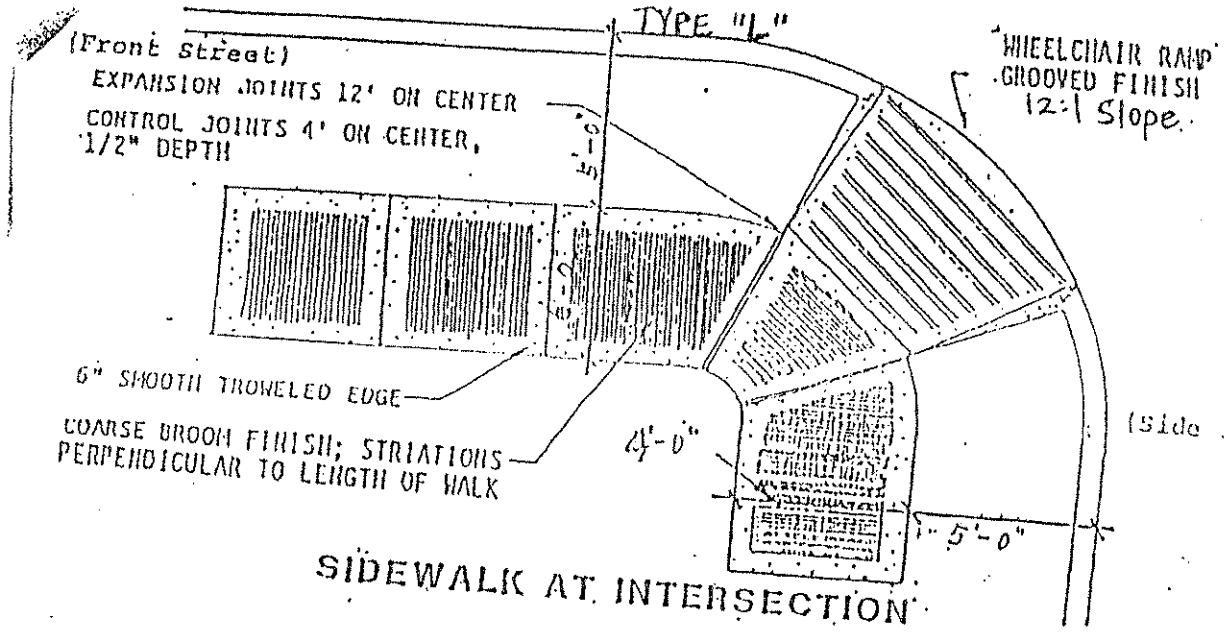 TYPE "L"
(Front Street)
"WHEELCHAIR RAMP"
GROOVED FINISH
12:1 Slope.
EXPANSION JOINTS 12' ON CENTER
CONTROL JOINTS 4' ON CENTER,
1/2" DEPTH
6" SMOOTH TROWELED EDGE
COARSE BROOM FINISH; STRIATIONS
PERPENDICULAR TO LENGTH OF WALK
4'-0"
(Side
5'-0"
SIDEWALK AT INTERSECTION